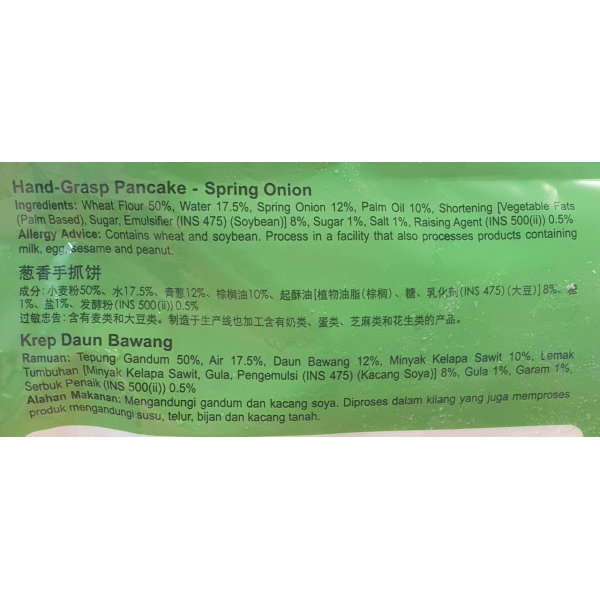 Hand-Grasp Pancake - Spring Onion
Ingredients: Wheat Flour 50%, Water 17.5%, Spring Onion 12%, Palm Oil 10%, Shortening [Vegetable Fats
(Palm Based), Sugar, Emulsifier (INS 475) (Soybean)] 8%, Sugar 1%, Salt 1%, Raising Agent (INS 500(ii)) 0.5%
Allergy Advice: Contains wheat and soybean. Process in a facility that also processes products containing
milk, egg, sesame and peanut.
葱香手抓饼
成分:小麦粉50%、水17.5%、青葱12%、棕榈油10%、起酥油[植物油脂(棕榈)、糖、乳化剂(INS 475)(大豆)]8%、糖
1%、盐1%、发酵粉(INS 500(ii))0.5%
过敏忠告: 含有麦类和大豆类。制造于生产线也加工含有奶类、蛋类、芝麻类和花生类的产品。
Krep Daun Bawang
Ramuan: Tepung Gandum 50%, Air 17.5%, Daun Bawang 12%, Minyak Kelapa Sawit 10%, Lemak
Tumbuhan [Minyak Kelapa Sawit, Gula, Pengemulsi (INS 475) (Kacang Soya)] 8%, Gula 1%, Garam 1%,
Serbuk Penaik (INS 500(ii)) 0.5%
Alahan Makanan: Mengandungi gandum dan kacang soya. Diproses dalam kilang yang juga memproses
produk mengandungi susu, telur, bijan dan kacang tanah.